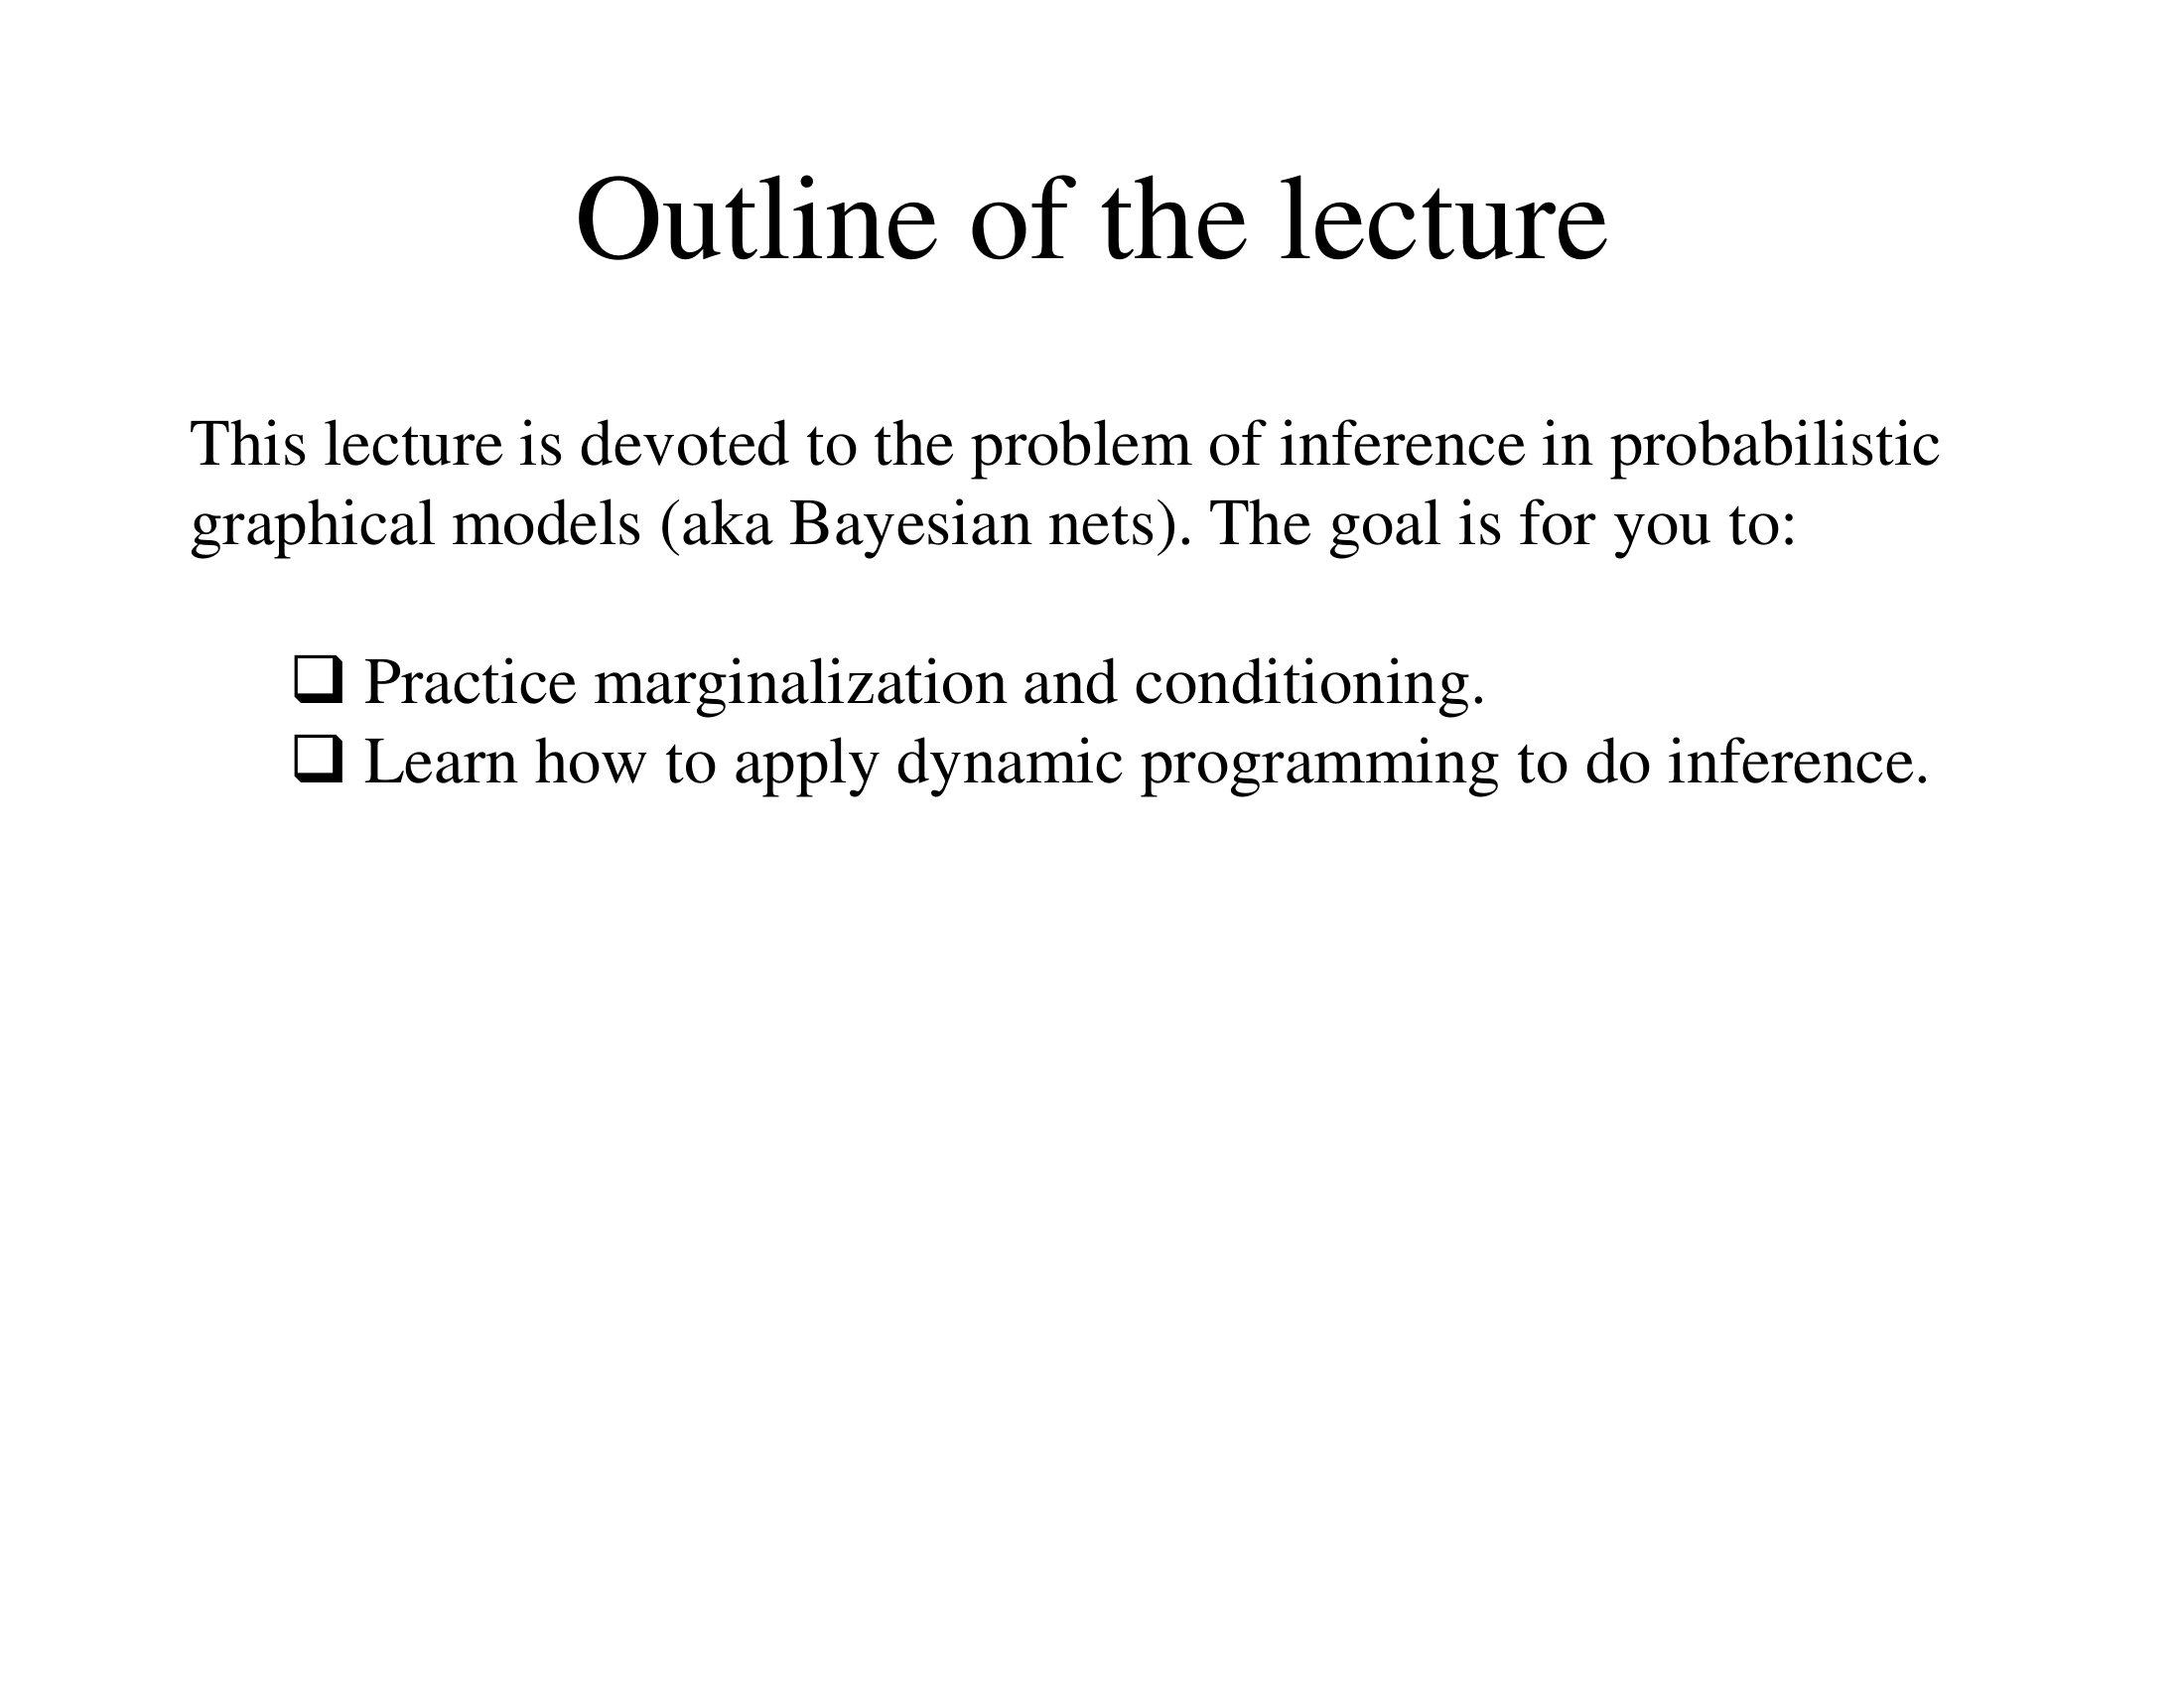 Outline of the lecture
This lecture is devoted to the problem of inference in probabilistic
graphical models (aka Bayesian nets). The goal is for you to:
❑ Practice marginalization and conditioning.
❑ Learn how to apply dynamic programming to do inference.